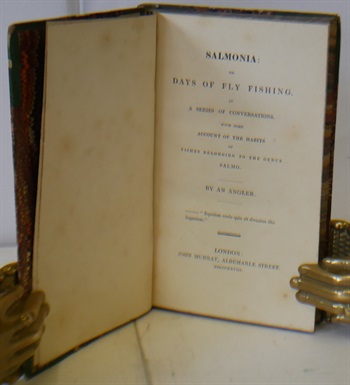 SALMONIA:
OR
DAYS OF FLY FISHING.
IN
A SERIES OF CONVERSATIONS.
WITH SOME
ACCOUNT OF THE HABITS
OF
FISHES BELONGING TO THE GENUS
SALMO.
BY AN ANGLER.
LONDON:
JOHN MURRAY, ALBEMARLE STREET.